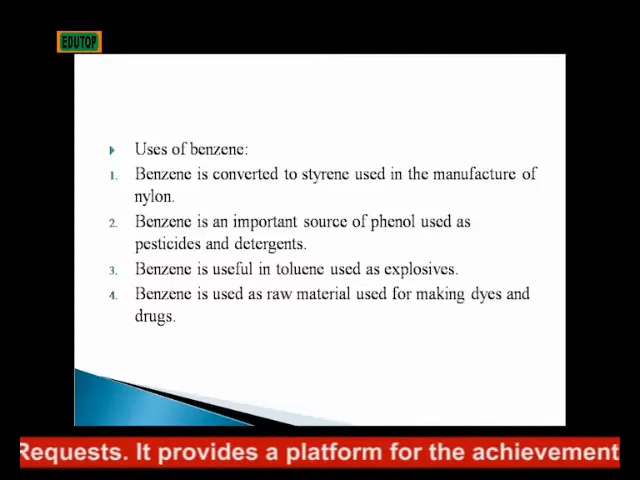 EDUTOP
Uses of benzene:
1. Benzene is converted to styrene used in the manufacture of
nylon.
2. Benzene is an important source of phenol used as
pesticides and detergents.
3. Benzene is useful in toluene used as explosives.
4. Benzene is used as raw material used for making dyes and
drugs.
Requests. It provides a platform for the achievement